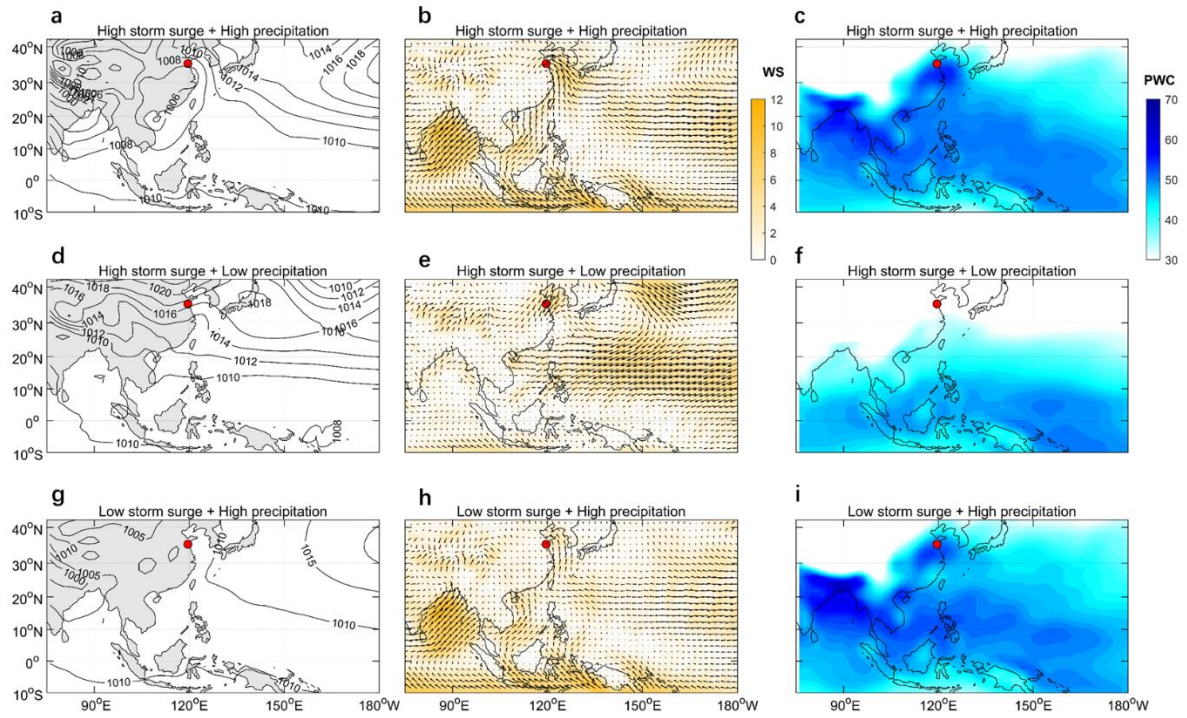 a b c
High storm surge + High precipitation High storm surge + High precipitation High storm surge + High precipitation
40°N 1008 1010 1014 1014
1016
30°N 1008 1014
1012
20°N 1006 1010
10°N 1008
0°
10°S 1010 1010
WS
12
10
8
6
4
2
0
PWC
70
60
50
40
30
d e f
High storm surge + Low precipitation High storm surge + Low precipitation High storm surge + Low precipitation
40°N 1018 1020 1018 1010
1016 1012
1014
30°N 1014 1016 1016
1012 1014
20°N 1010 1012
10°N 1010
0°
10°S 1010 1008
g h i
Low storm surge + High precipitation Low storm surge + High precipitation Low storm surge + High precipitation
40°N 1005 1010 1015
1010
30°N 1000 1005
20°N
10°N 1010
0°
10°S 1010 1010
90°E 120°E 150°E 180°W 90°E 120°E 150°E 180°W 90°E 120°E 150°E 180°W